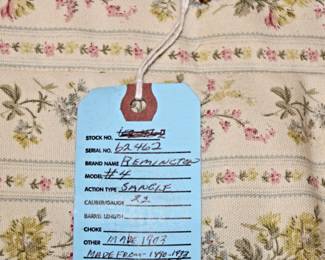 STOCK NO.
SERIAL NO. 62462
BRAND NAME REMINGTON
MODEL #4
ACTION TYPE SINGLE
CALIBER/GAUGE 22
BARREL LENGTH
CHOKE
OTHER MADE 1903
MADE FROM - 1890-1933